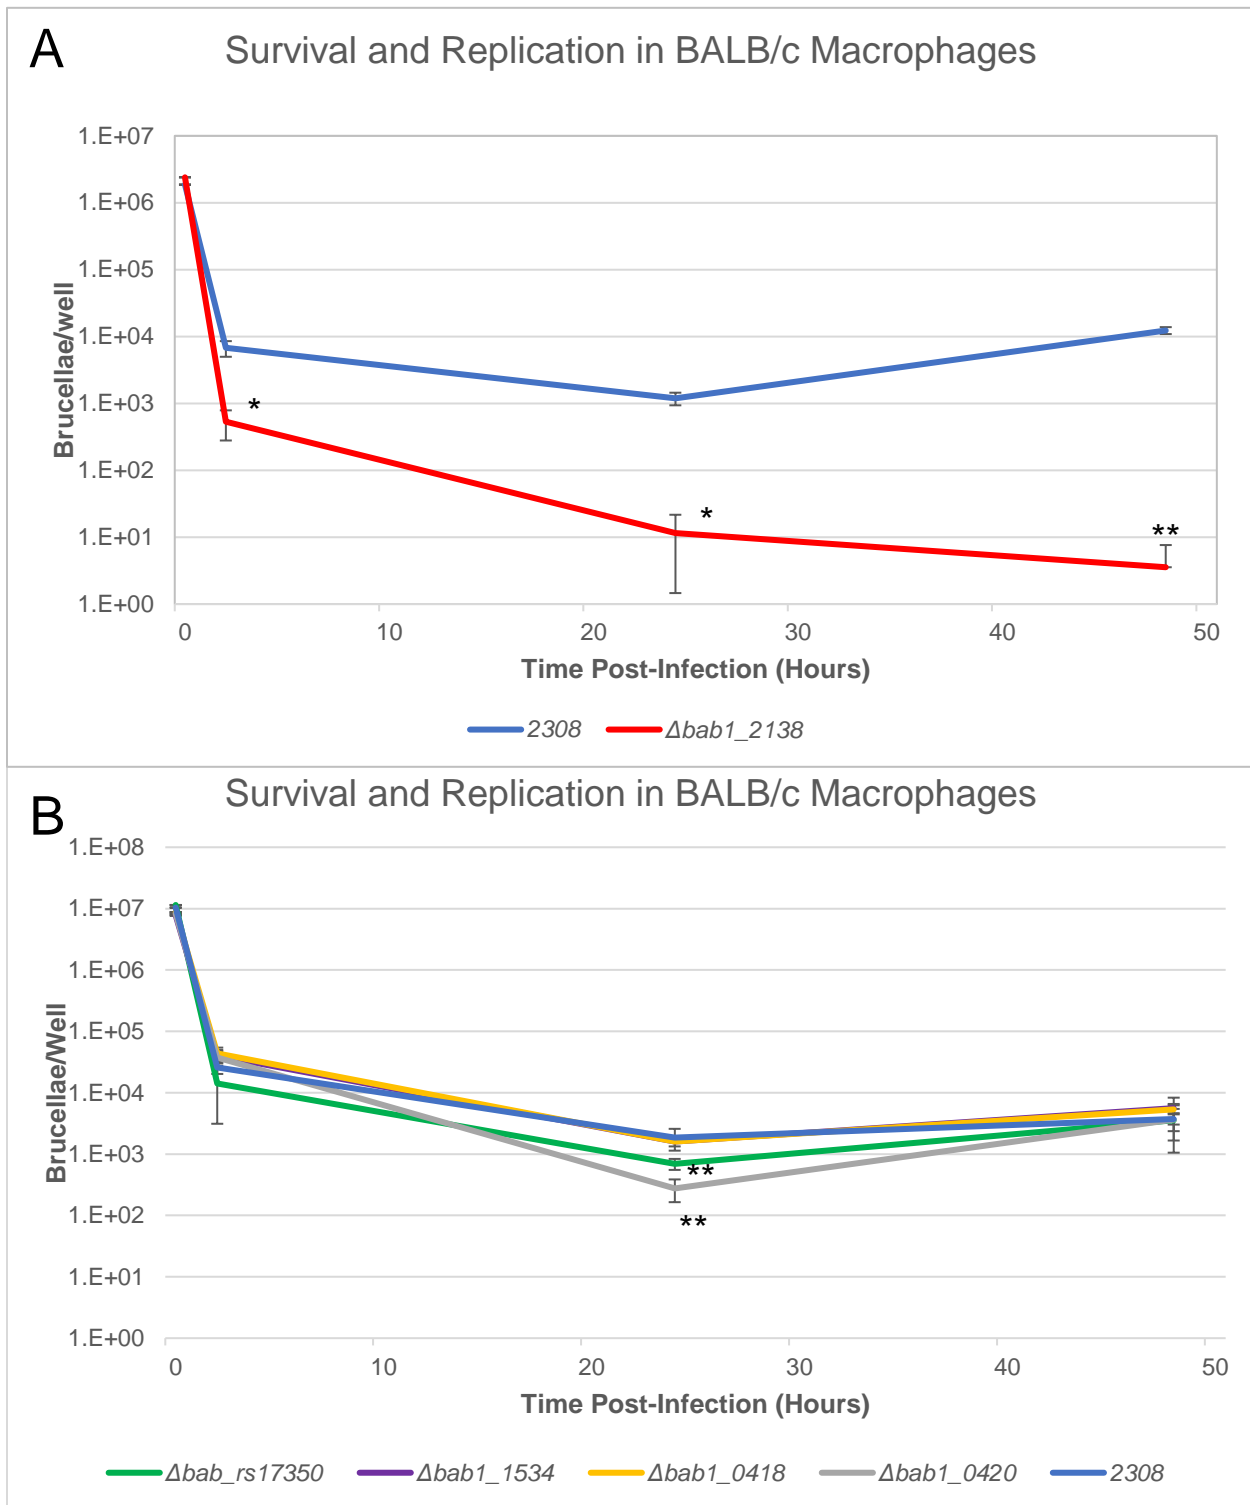 A
Survival and Replication in BALB/c Macrophages
1.E+07
1.E+06
1.E+05
1.E+04
1.E+03
1.E+02
1.E+01
1.E+00
Brucellae/well
*
*
**
0 10 20 30 40 50
Time Post-Infection (Hours)
2308 Δbab1_2138
B
Survival and Replication in BALB/c Macrophages
1.E+08
1.E+07
1.E+06
1.E+05
1.E+04
1.E+03
1.E+02
1.E+01
1.E+00
Brucellae/Well
**
**
0 10 20 30 40 50
Time Post-Infection (Hours)
Δbab_rs17350 Δbab1_1534 Δbab1_0418 Δbab1_0420 2308